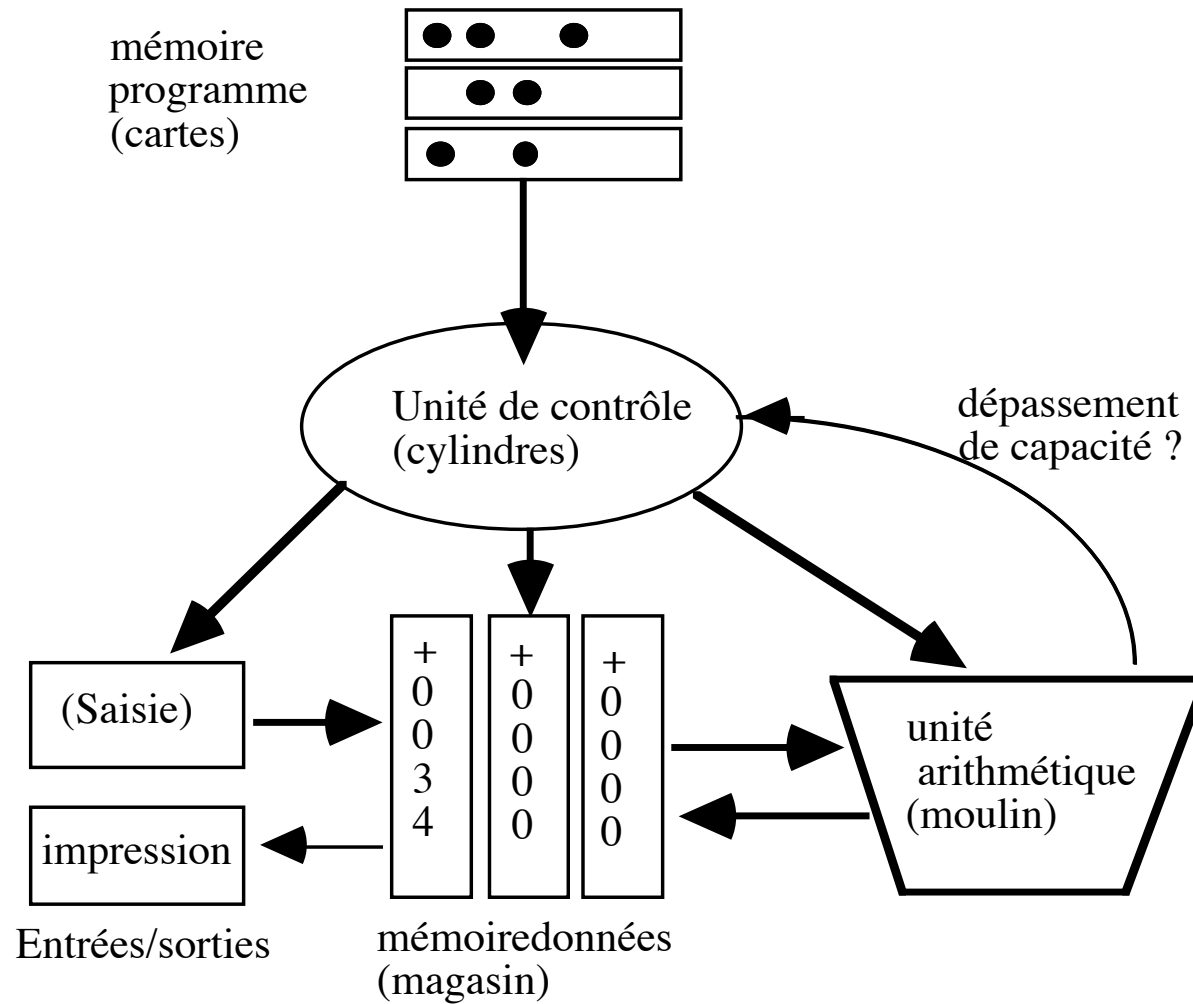 mémoire
programme
(cartes)
Unité de contrôle
(cylindres)
dépassement
de capacité ?
(Saisie)
impression
Entrées/sorties
+
0
0
3
4
+
0
0
0
0
+
0
0
0
0
mémoiredonnées
(magasin)
unité
arithmétique
(moulin)